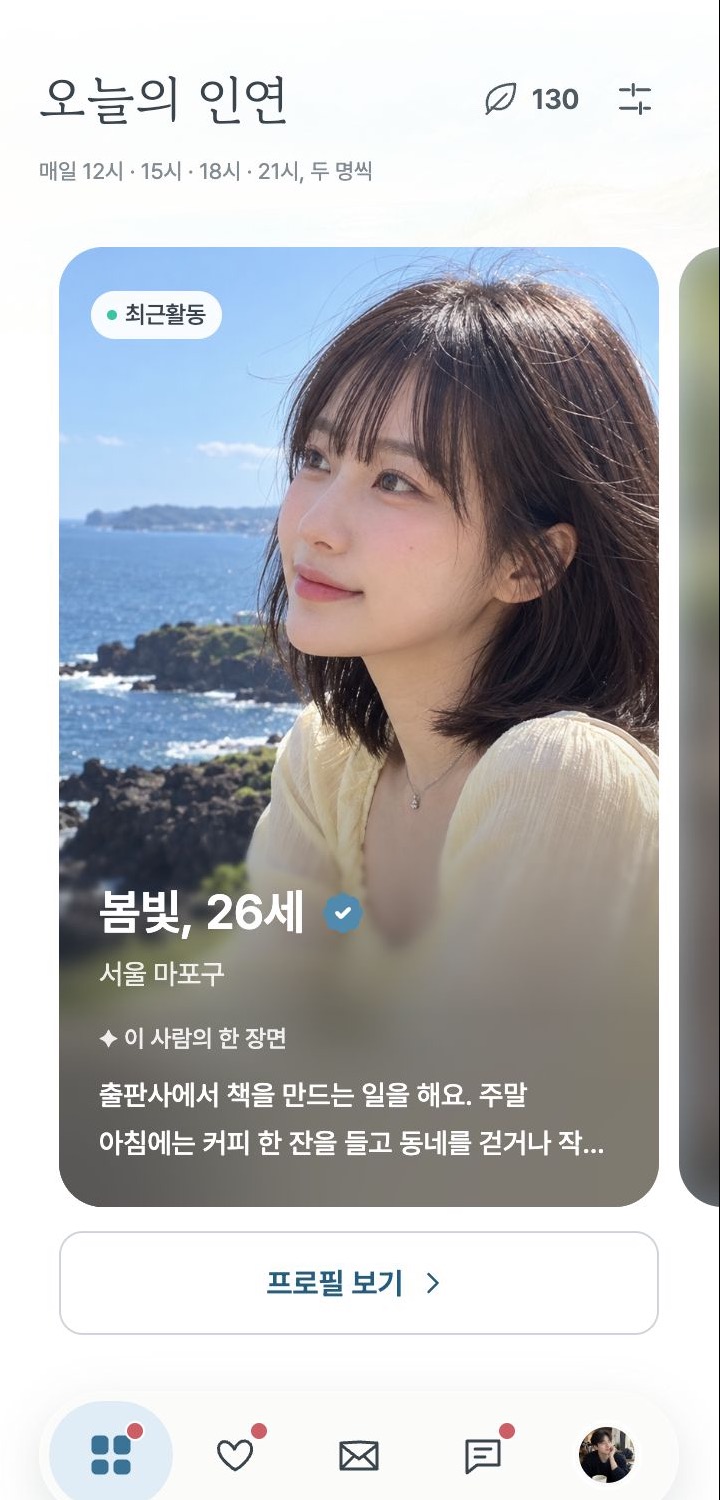 오늘의 인연
130
매일 12시 · 15시 · 18시 · 21시, 두 명씩
최근활동
봄빛, 26세
서울 마포구
이 사람의 한 장면
출판사에서 책을 만드는 일을 해요. 주말
아침에는 커피 한 잔을 들고 동네를 걷거나 작...
프로필 보기